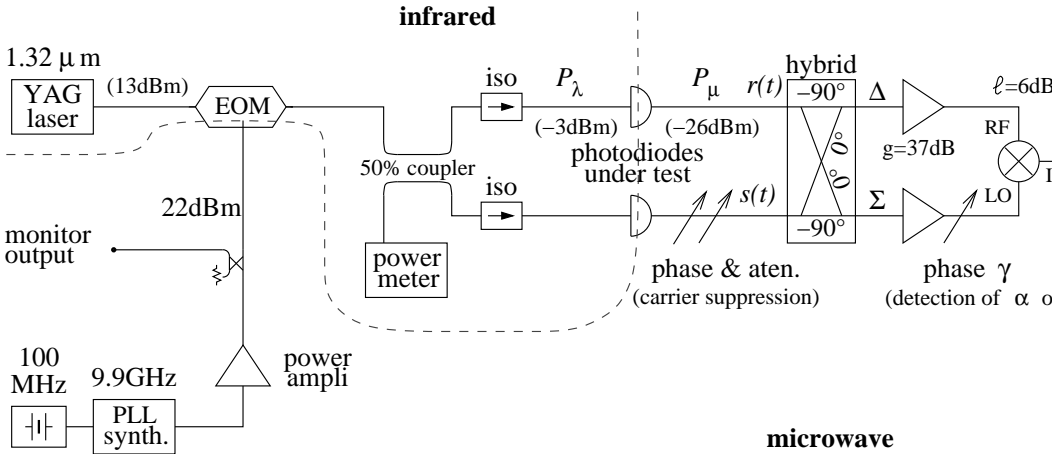 infrared
1.32 μ m
YAG
laser
(13dBm)
EOM
iso
P_λ
(−3dBm)
P_μ
(−26dBm)
r(t)
hybrid
−90°
0°
0°
−90°
Δ
Σ
g=37dB
ℓ=6dB
RF
LO
50% coupler
photodiodes
under test
iso
s(t)
22dBm
monitor
output
power
meter
phase & aten.
(carrier suppression)
phase γ
(detection of α o
power
ampli
100
MHz
9.9GHz
PLL
synth.
microwave